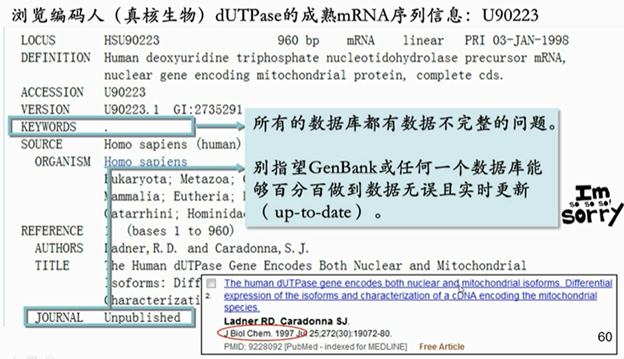 浏览编码人（真核生物）dUTPase的成熟mRNA序列信息：U90223
LOCUS HSU90223 960 bp mRNA linear PRI 03-JAN-1998
DEFINITION Human deoxyuridine triphosphate nucleotidohydrolase precursor mRNA,
nuclear gene encoding mitochondrial protein, complete cds.
ACCESSION U90223
VERSION U90223.1 GI:2735291
KEYWORDS .
SOURCE Homo sapiens (human)
ORGANISM Homo sapiens
Eukaryota; Metazoa;
Mammalia; Eutheria;
Catarrhini; Hominidae
REFERENCE 1 (bases 1 to 960)
AUTHORS Ladner,R.D. and Caradonna,S.J.
TITLE The Human dUTPase Gene Encodes Both Nuclear and Mitochondrial
Isoforms: Diff
Characterizati
JOURNAL Unpublished
所有的数据库都有数据不完整的问题。
别指望GenBank或任何一个数据库能
够百分百做到数据无误且实时更新
（up-to-date）。
Im
so so so!
sorry
2.
The human dUTPase gene encodes both nuclear and mitochondrial isoforms. Differential
expression of the isoforms and characterization of a cDNA encoding the mitochondrial
species.
Ladner RD, Caradonna SJ.
J Biol Chem. 1997 Jul 25;272(30):19072-80.
PMID: 9228092 [PubMed - indexed for MEDLINE] Free Article
60